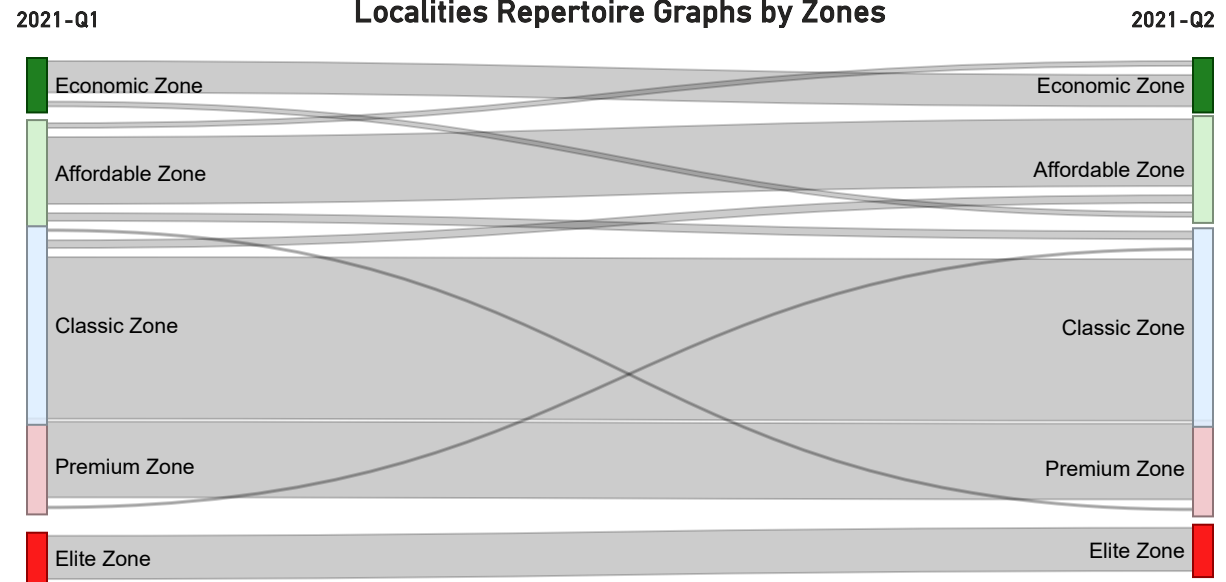 Localities Repertoire Graphs by Zones
2021-Q1
2021-Q2
Economic Zone
Economic Zone
Affordable Zone
Affordable Zone
Classic Zone
Classic Zone
Premium Zone
Premium Zone
Elite Zone
Elite Zone